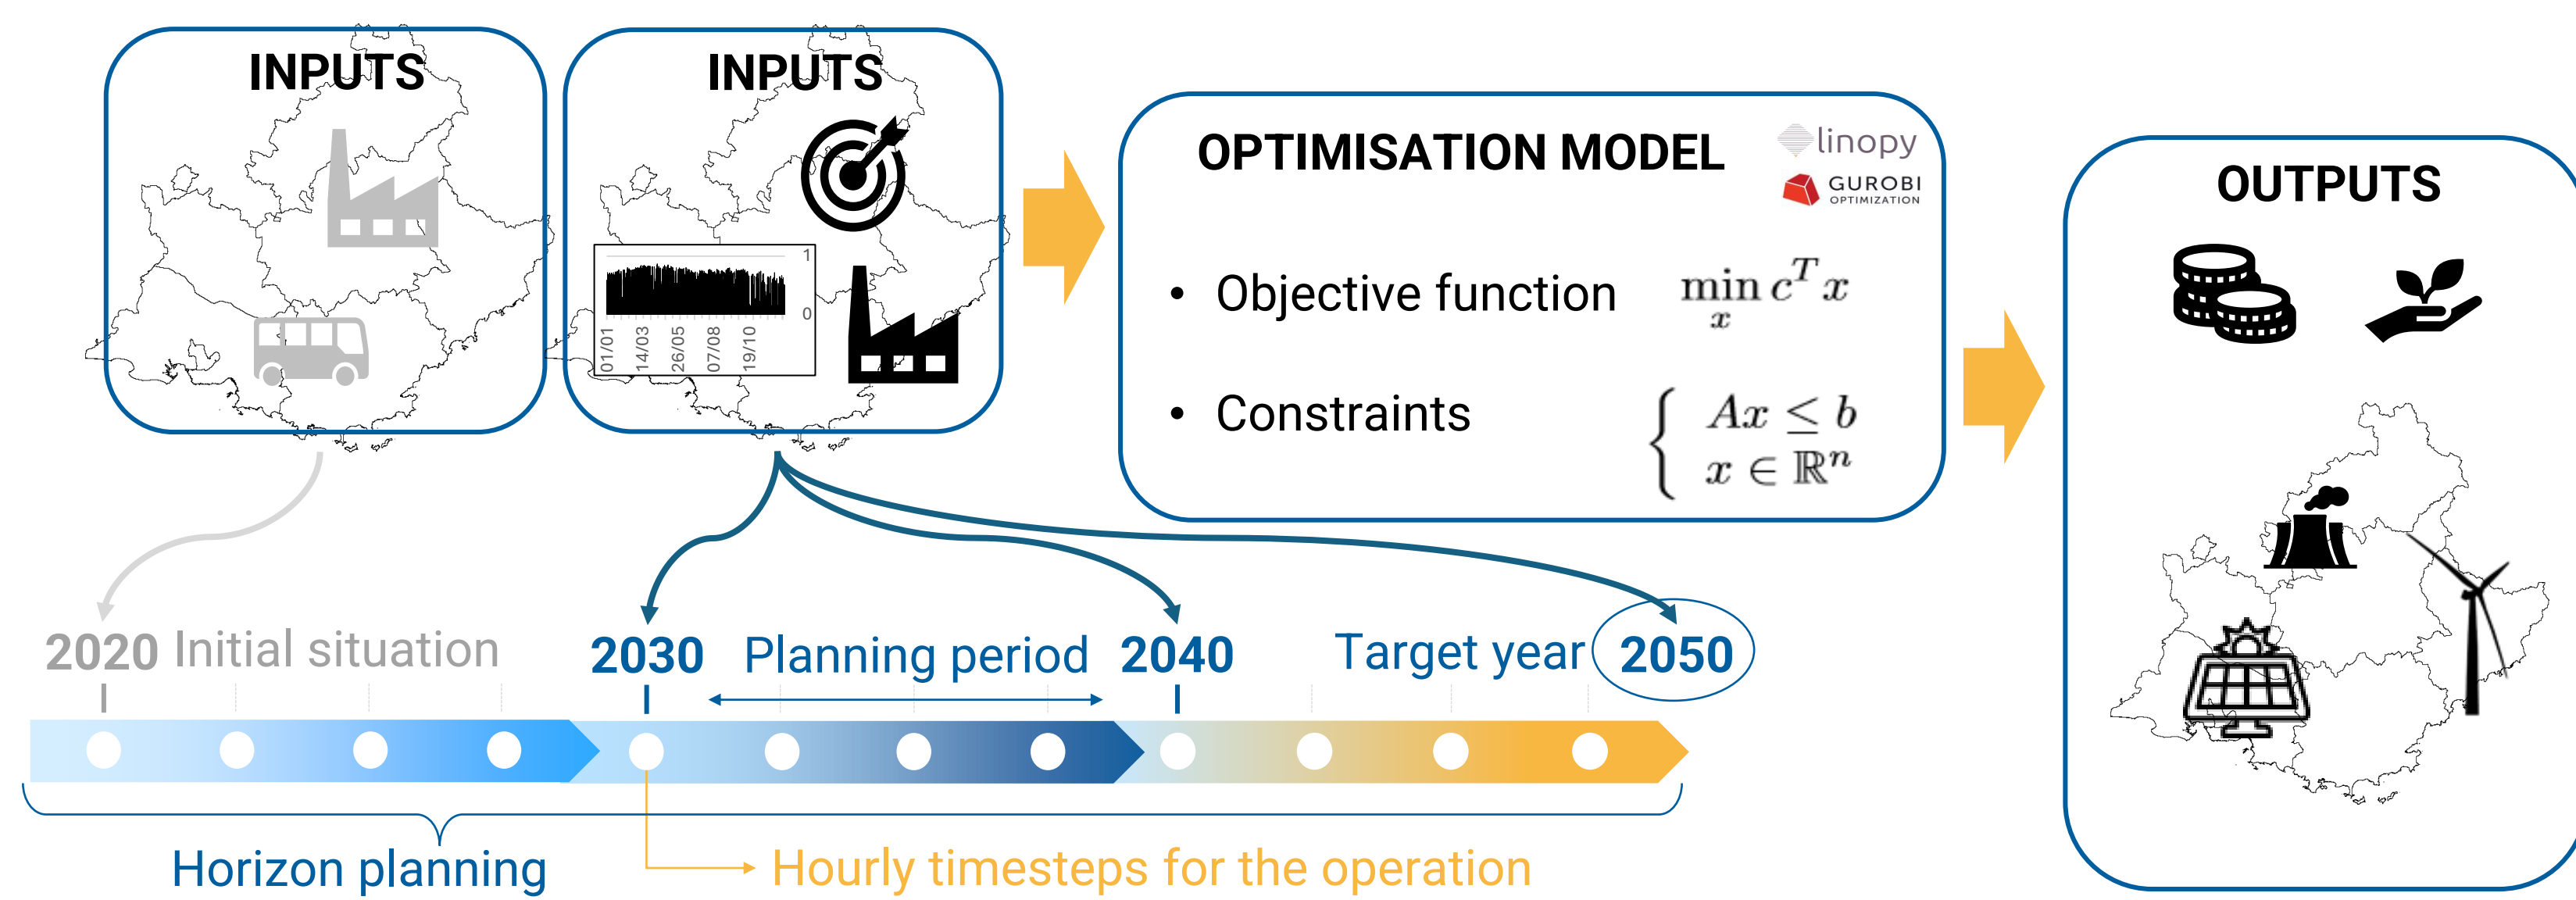 INPUTS
INPUTS
1
0
01/01
14/03
26/05
07/08
19/10
OPTIMISATION MODEL
linopy
GUROBI
OPTIMIZATION
• Objective function
min c^T x
x
• Constraints
{ Ax ≤ b
x ∈ ℝ^n
OUTPUTS
2020 Initial situation
2030
Planning period
2040
Target year
2050
Horizon planning
Hourly timesteps for the operation